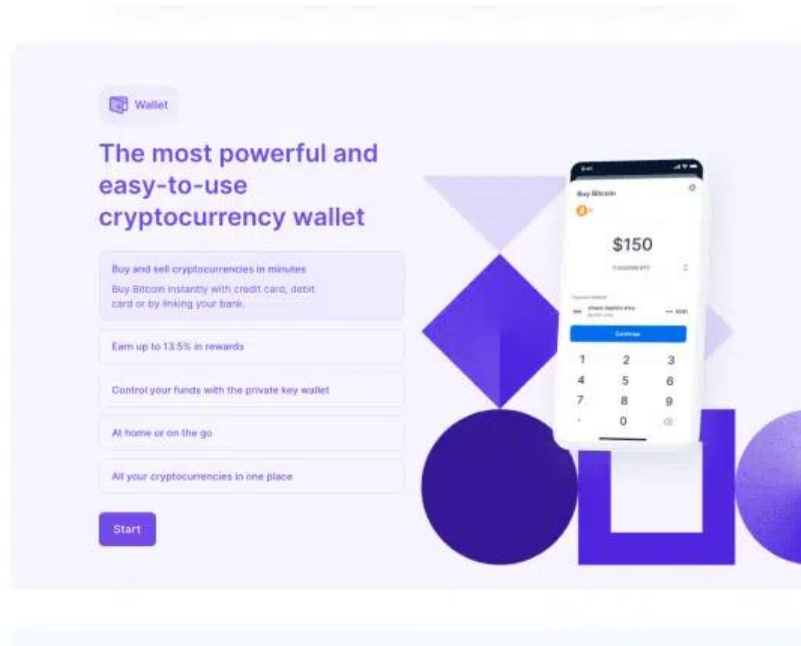 Wallet
The most powerful and
easy-to-use
cryptocurrency wallet
Buy and sell cryptocurrencies in minutes
Buy Bitcoin instantly with credit card, debit
card or by linking your bank.
Earn up to 13.5% in rewards
Control your funds with the private key wallet
At home or on the go
All your cryptocurrencies in one place
Start
9:41
Buy Bitcoin
$150
Continue
1 2 3
4 5 6
7 8 9
. 0